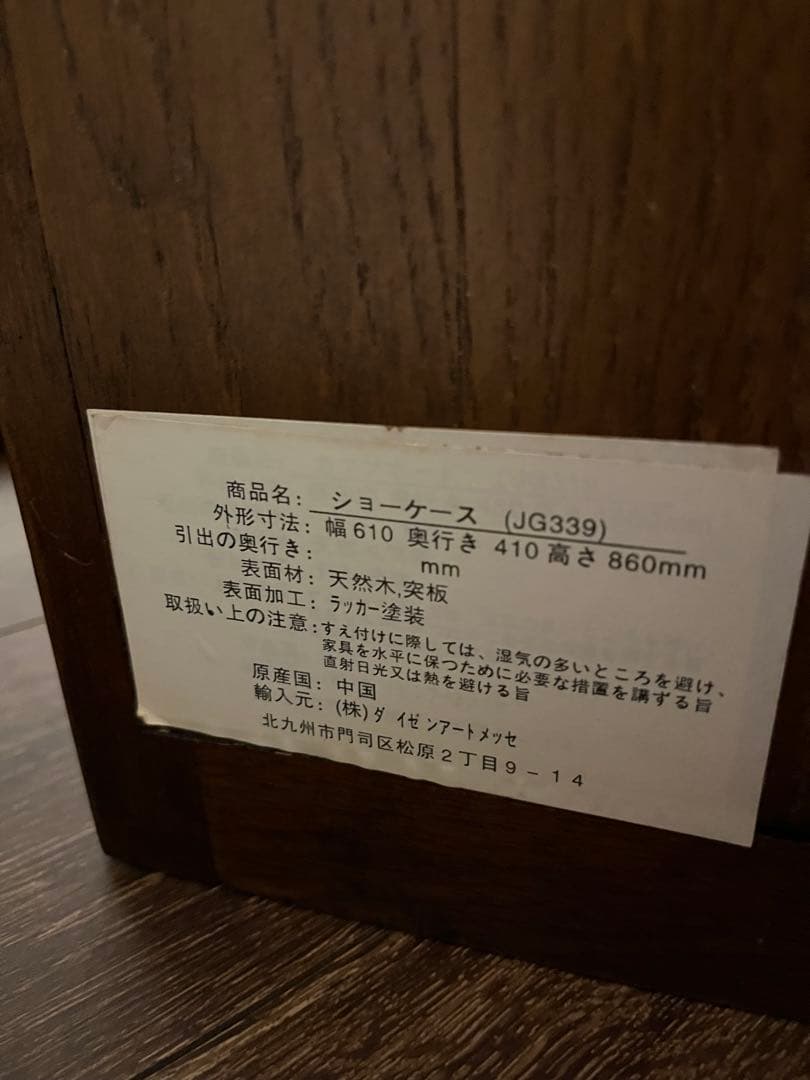 商品名: ショーケース (JG339)
外形寸法: 幅610 奥行き 410 高さ 860mm
引出の奥行き: mm
表面材: 天然木,突板
表面加工: ラッカー塗装
取扱い上の注意: すえ付けに際しては、湿気の多いところを避け、
家具を水平に保つために必要な措置を講ずる旨
直射日光又は熱を避ける旨
原産国: 中国
輸入元: (株)ダイゼンアートメッセ
北九州市門司区松原2丁目9-14